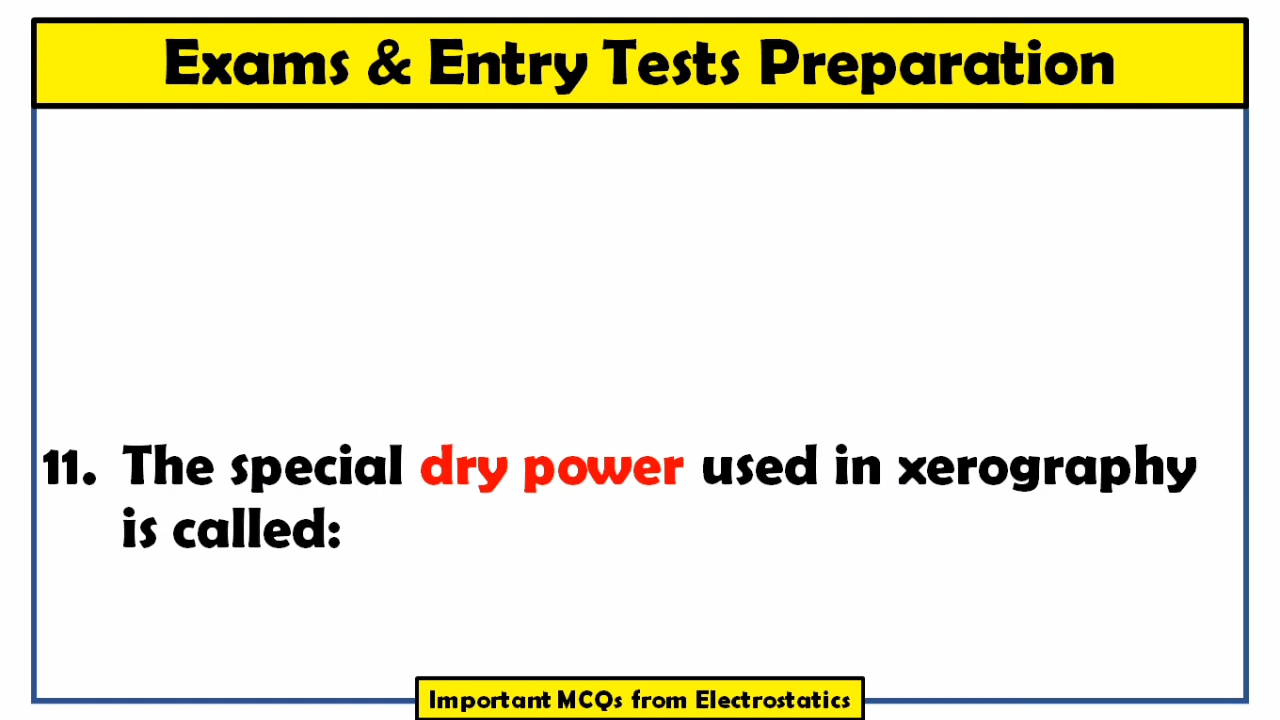 Exams & Entry Tests Preparation
11. The special dry power used in xerography
is called:
Important MCQs from Electrostatics